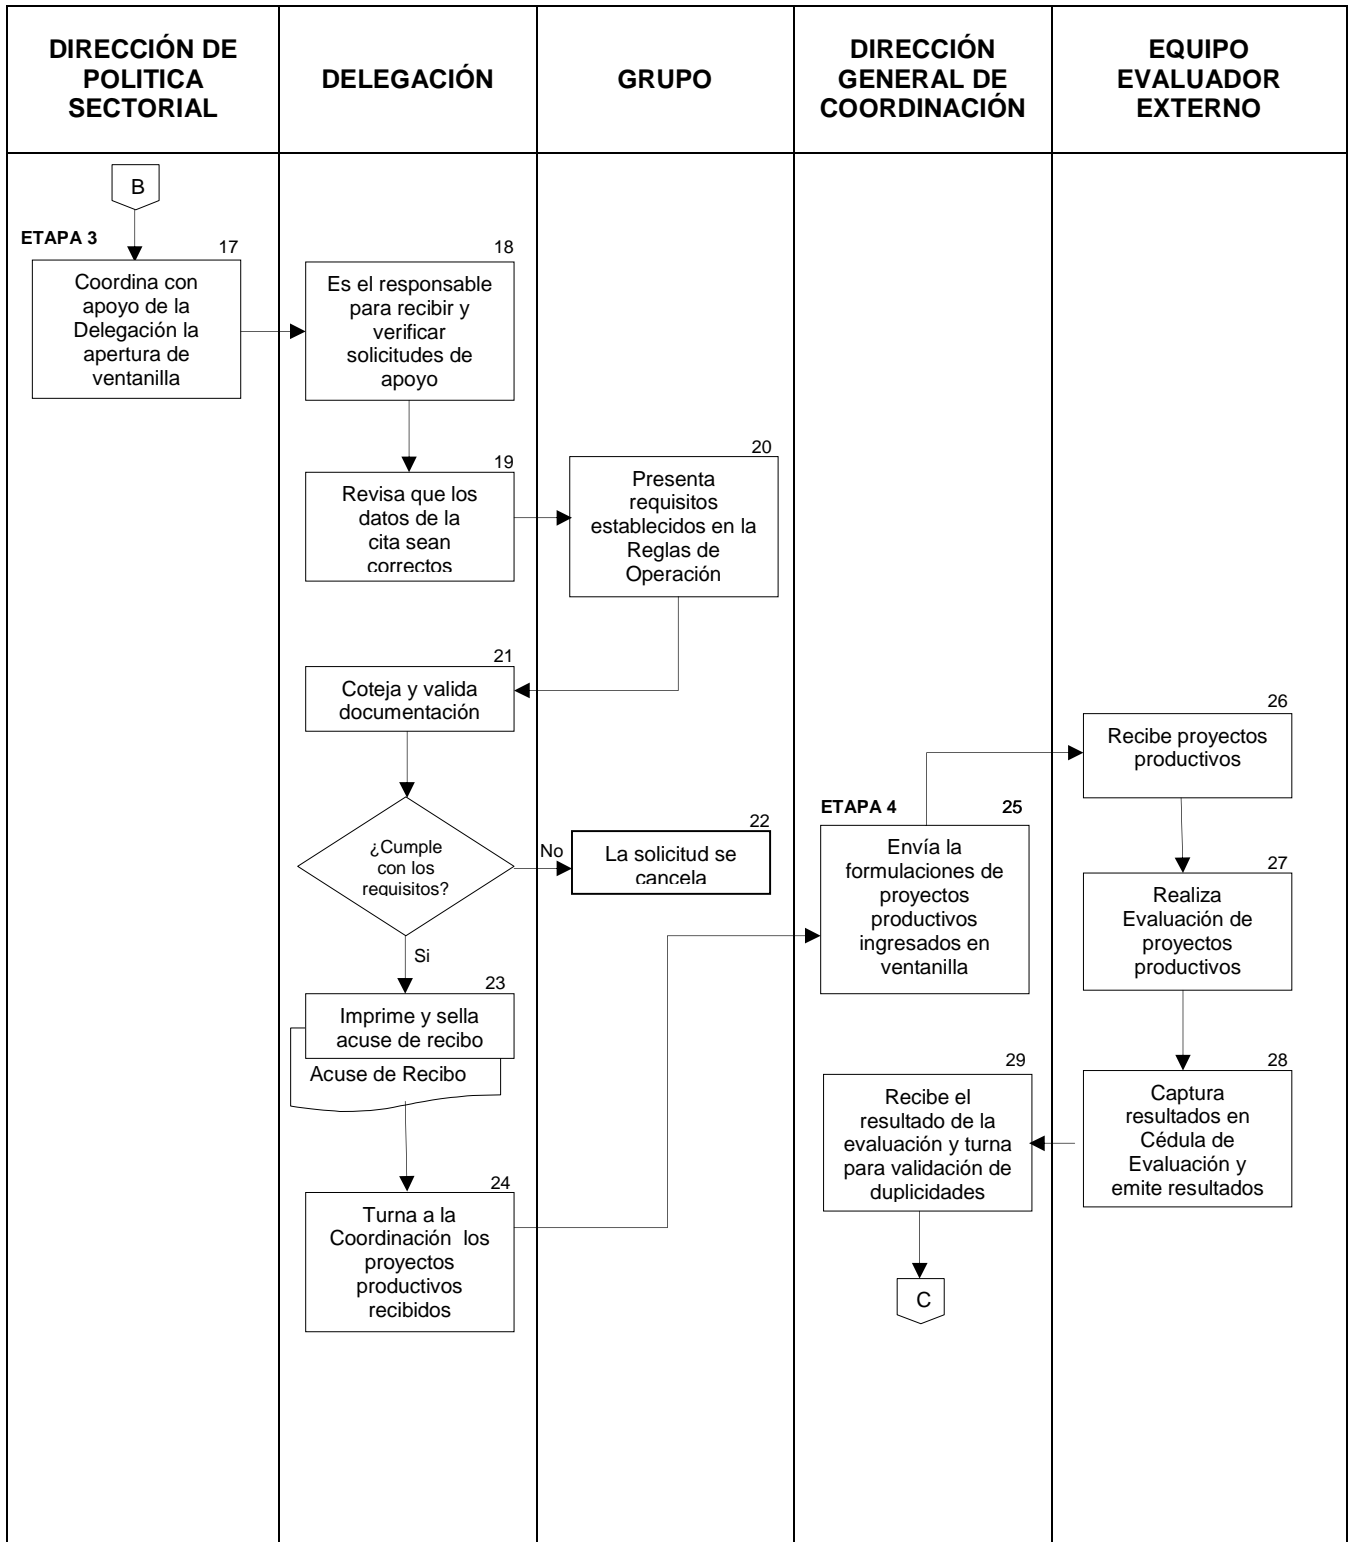 DIRECCIÓN DE
POLITICA
SECTORIAL
DELEGACIÓN
GRUPO
DIRECCIÓN
GENERAL DE
COORDINACIÓN
EQUIPO
EVALUADOR
EXTERNO
B
ETAPA 3
17
Coordina con
apoyo de la
Delegación la
apertura de
ventanilla
18
Es el responsable
para recibir y
verificar
solicitudes de
apoyo
19
Revisa que los
datos de la
cita sean
correctos
20
Presenta
requisitos
establecidos en la
Reglas de
Operación
21
Coteja y valida
documentación
¿Cumple
con los
requisitos?
No
22
La solicitud se
cancela
Si
23
Imprime y sella
acuse de recibo
Acuse de Recibo
24
Turna a la
Coordinación los
proyectos
productivos
recibidos
ETAPA 4
25
Envía la
formulaciones de
proyectos
productivos
ingresados en
ventanilla
26
Recibe proyectos
productivos
27
Realiza
Evaluación de
proyectos
productivos
28
Captura
resultados en
Cédula de
Evaluación y
emite resultados
29
Recibe el
resultado de la
evaluación y turna
para validación de
duplicidades
C